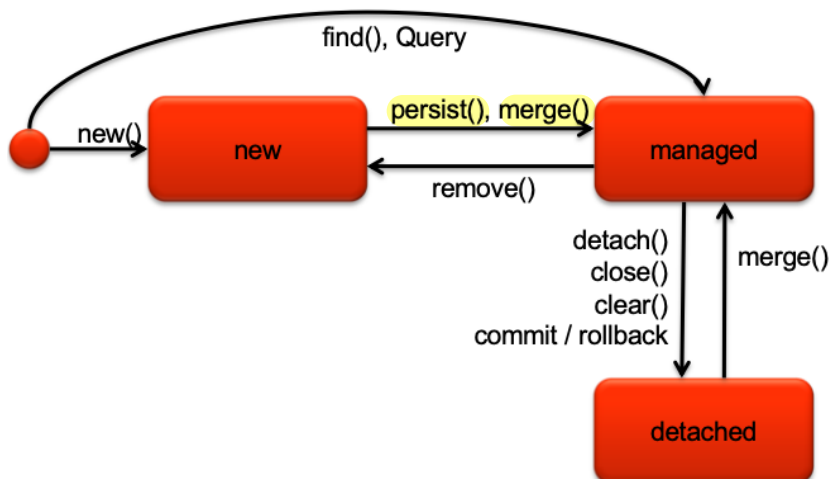 find(), Query
new()
new
persist(), merge()
managed
remove()
detach()
close()
clear()
commit / rollback
merge()
detached